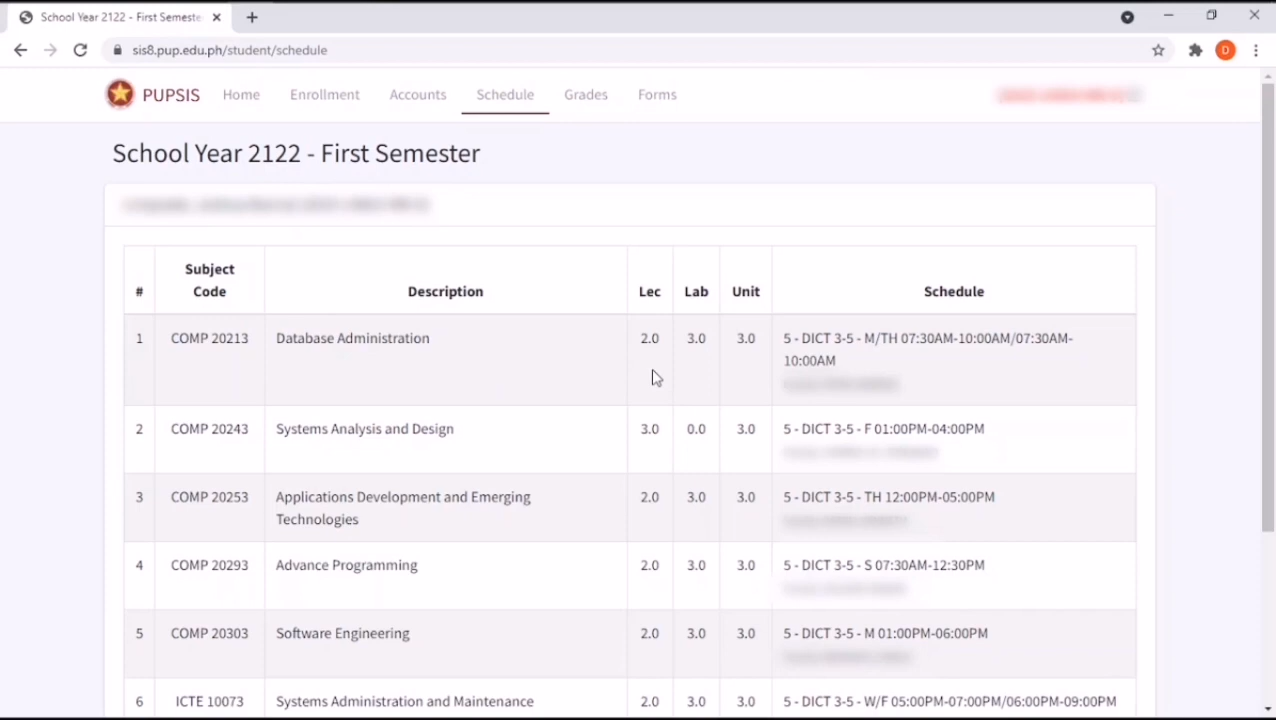 School Year 2122 - First Semeste
sis8.pup.edu.ph/student/schedule
D
PUPSIS Home Enrollment Accounts Schedule Grades Forms
School Year 2122 - First Semester
# Subject Code Description Lec Lab Unit Schedule
1 COMP 20213 Database Administration 2.0 3.0 3.0 5 - DICT 3-5 - M/TH 07:30AM-10:00AM/07:30AM-
10:00AM
2 COMP 20243 Systems Analysis and Design 3.0 0.0 3.0 5 - DICT 3-5 - F 01:00PM-04:00PM
3 COMP 20253 Applications Development and Emerging 2.0 3.0 3.0 5 - DICT 3-5 - TH 12:00PM-05:00PM
Technologies
4 COMP 20293 Advance Programming 2.0 3.0 3.0 5 - DICT 3-5 - S 07:30AM-12:30PM
5 COMP 20303 Software Engineering 2.0 3.0 3.0 5 - DICT 3-5 - M 01:00PM-06:00PM
6 ICTE 10073 Systems Administration and Maintenance 2.0 3.0 3.0 5 - DICT 3-5 - W/F 05:00PM-07:00PM/06:00PM-09:00PM